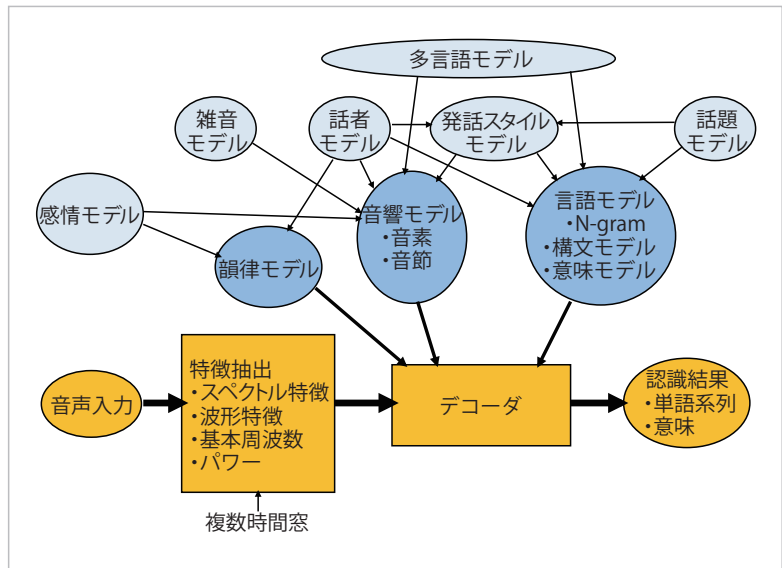 多言語モデル
雑音
モデル
話者
モデル
発話スタイル
モデル
話題
モデル
感情モデル
韻律モデル
音響モデル
・音素
・音節
言語モデル
・N-gram
・構文モデル
・意味モデル
音声入力
特徴抽出
・スペクトル特徴
・波形特徴
・基本周波数
・パワー
デコーダ
認識結果
・単語系列
・意味
複数時間窓